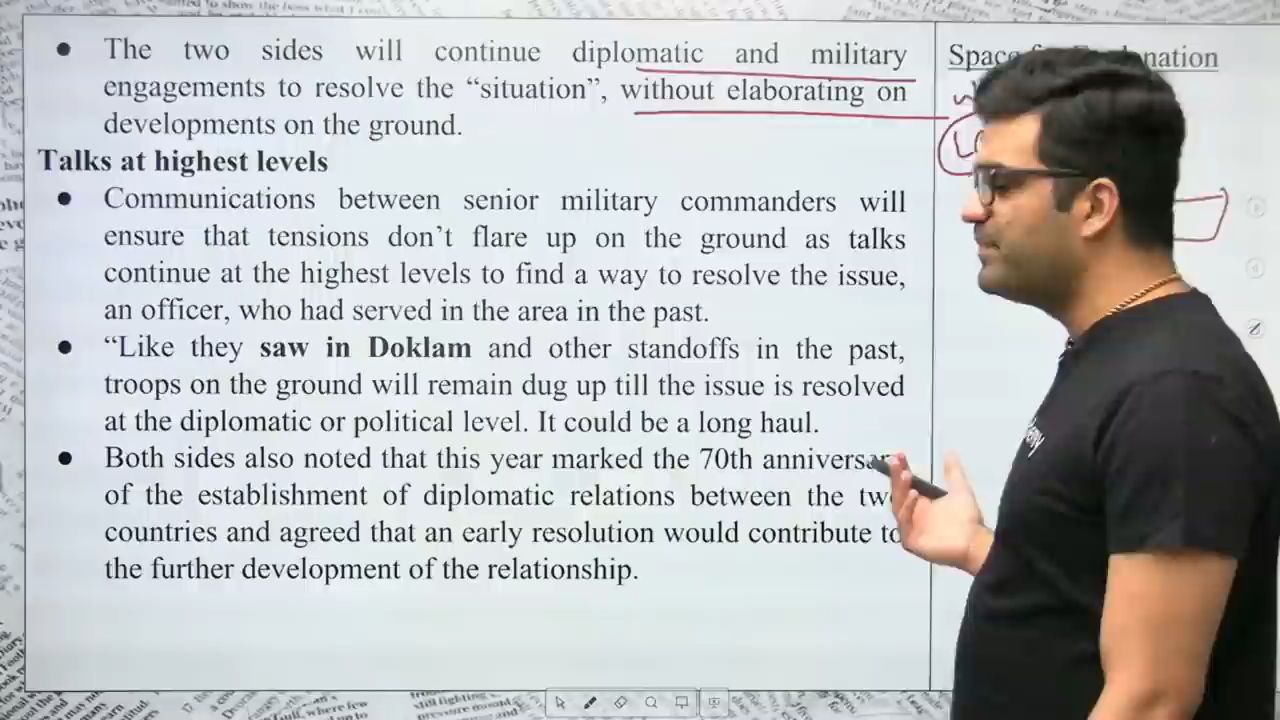 The two sides will continue diplomatic and military
engagements to resolve the “situation”, without elaborating on
developments on the ground.
Talks at highest levels
Communications between senior military commanders will
ensure that tensions don’t flare up on the ground as talks
continue at the highest levels to find a way to resolve the issue,
an officer, who had served in the area in the past.
“Like they saw in Doklam and other standoffs in the past,
troops on the ground will remain dug up till the issue is resolved
at the diplomatic or political level. It could be a long haul.
Both sides also noted that this year marked the 70th
of the establishment of diplomatic relations between the
countries and agreed that an early resolution would contribute to
the further development of the relationship.
Space